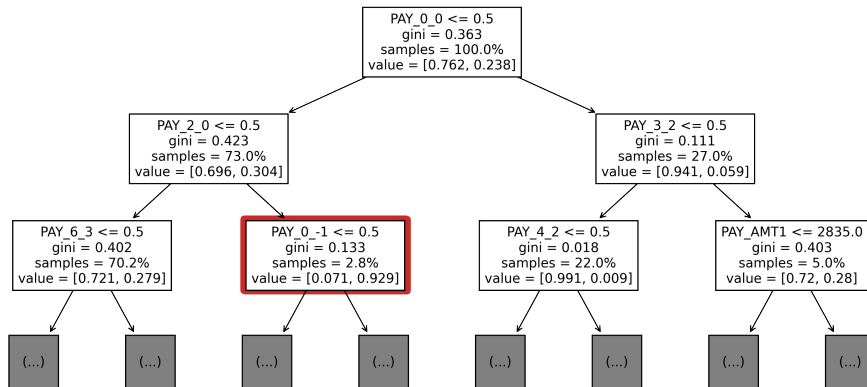 PAY_0_0 <= 0.5
gini = 0.363
samples = 100.0%
value = [0.762, 0.238]
PAY_2_0 <= 0.5
gini = 0.423
samples = 73.0%
value = [0.696, 0.304]
PAY_3_2 <= 0.5
gini = 0.111
samples = 27.0%
value = [0.941, 0.059]
PAY_6_3 <= 0.5
gini = 0.402
samples = 70.2%
value = [0.721, 0.279]
PAY_0_-1 <= 0.5
gini = 0.133
samples = 2.8%
value = [0.071, 0.929]
PAY_4_2 <= 0.5
gini = 0.018
samples = 22.0%
value = [0.991, 0.009]
PAY_AMT1 <= 2835.0
gini = 0.403
samples = 5.0%
value = [0.72, 0.28]
(...)
(...)
(...)
(...)
(...)
(...)
(...)
(...)